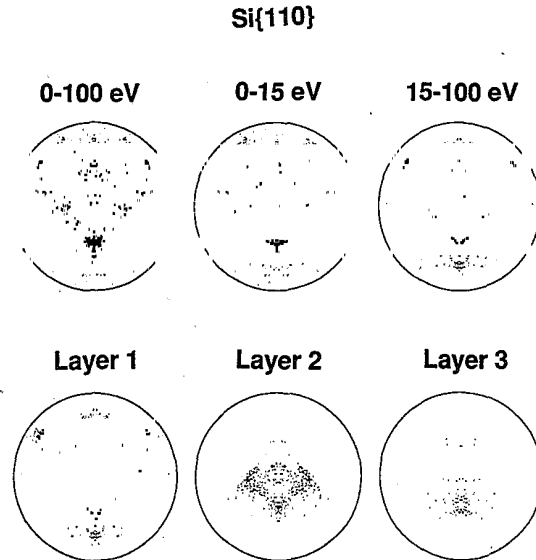 Si{110}
0-100 eV
0-15 eV
15-100 eV
Layer 1
Layer 2
Layer 3